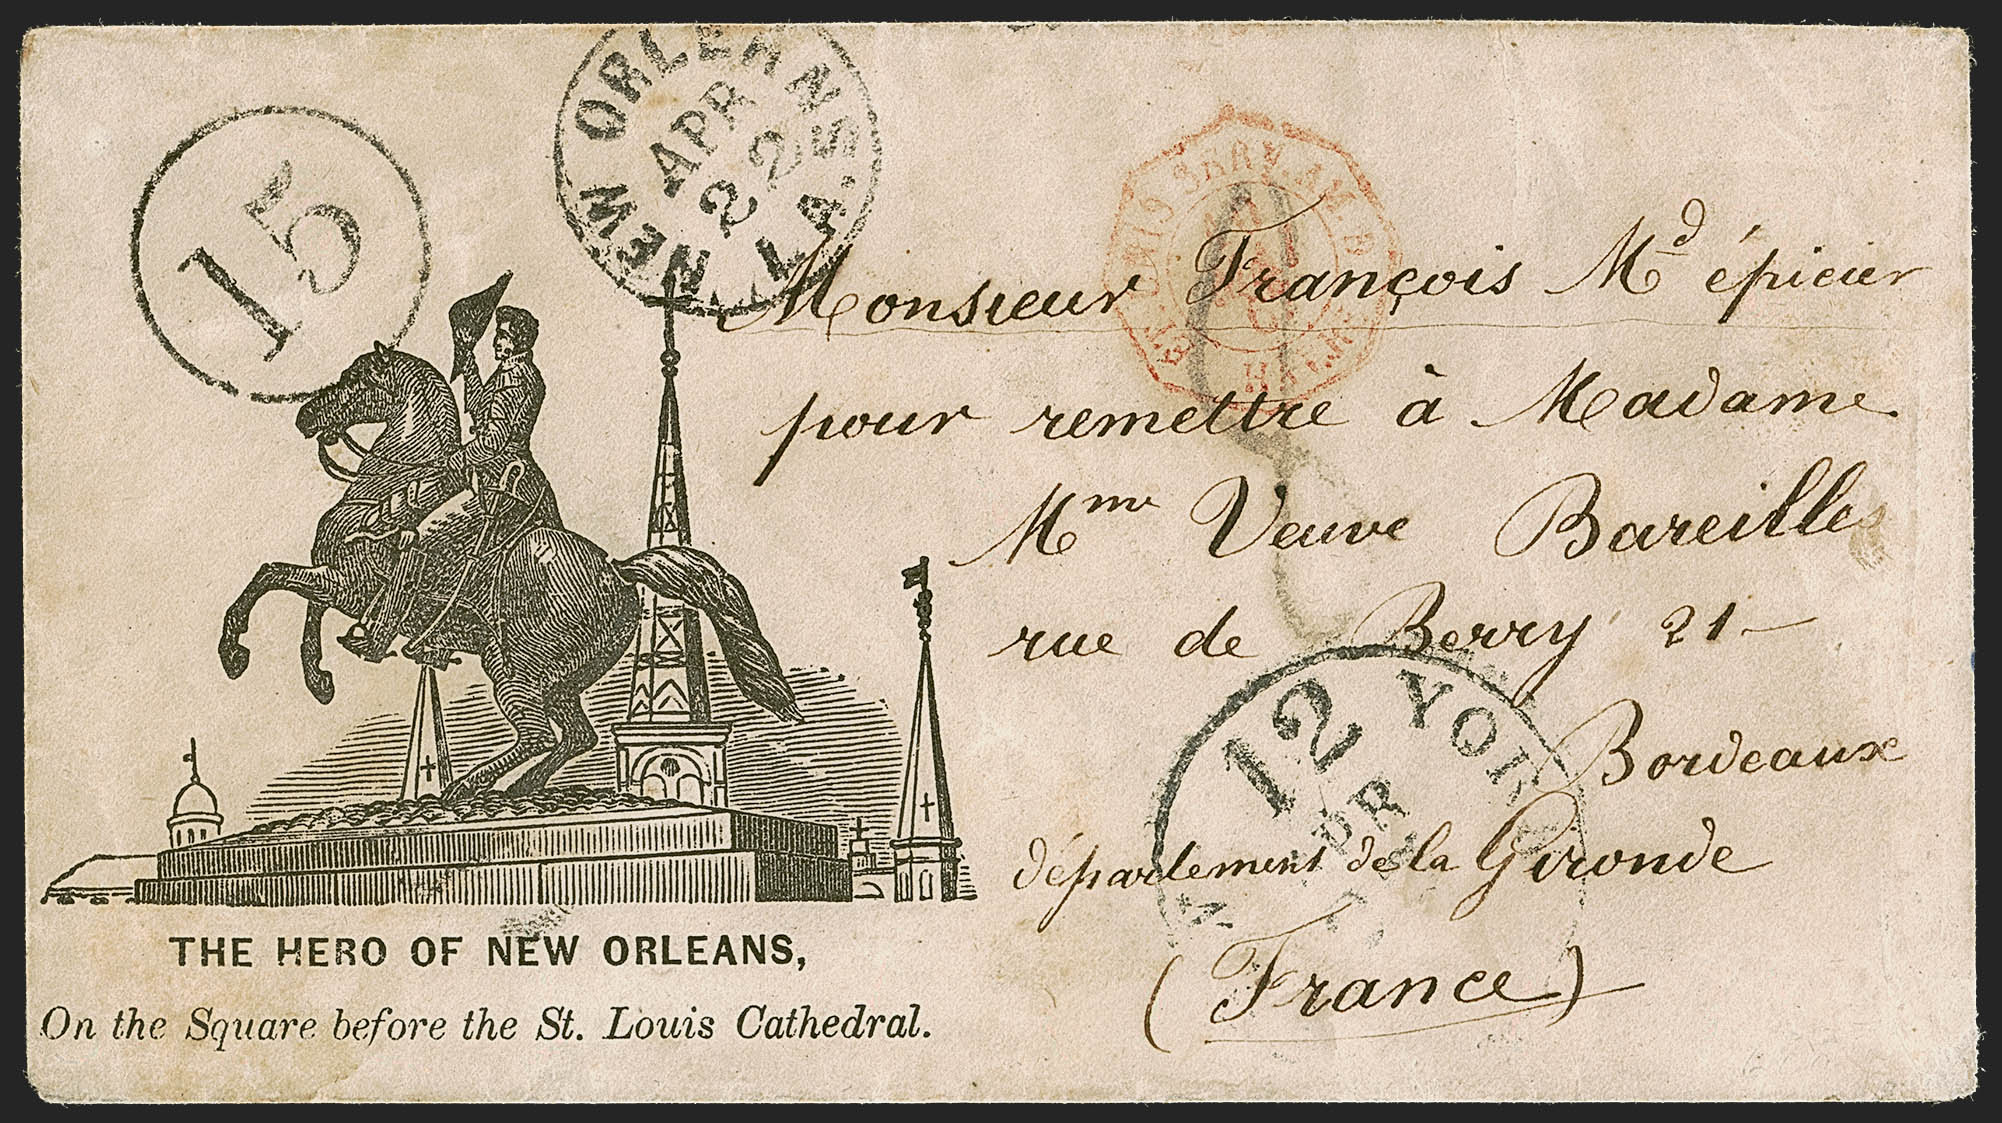 15
NEW ORLEANS LA.
APR
22
Monsieur François Md épicier
pour remettre à Madame
Mme Veuve Bareilles
rue de Berry 21-
Bordeaux
département de la Gironde
(France)
12
THE HERO OF NEW ORLEANS,
On the Square before the St. Louis Cathedral.